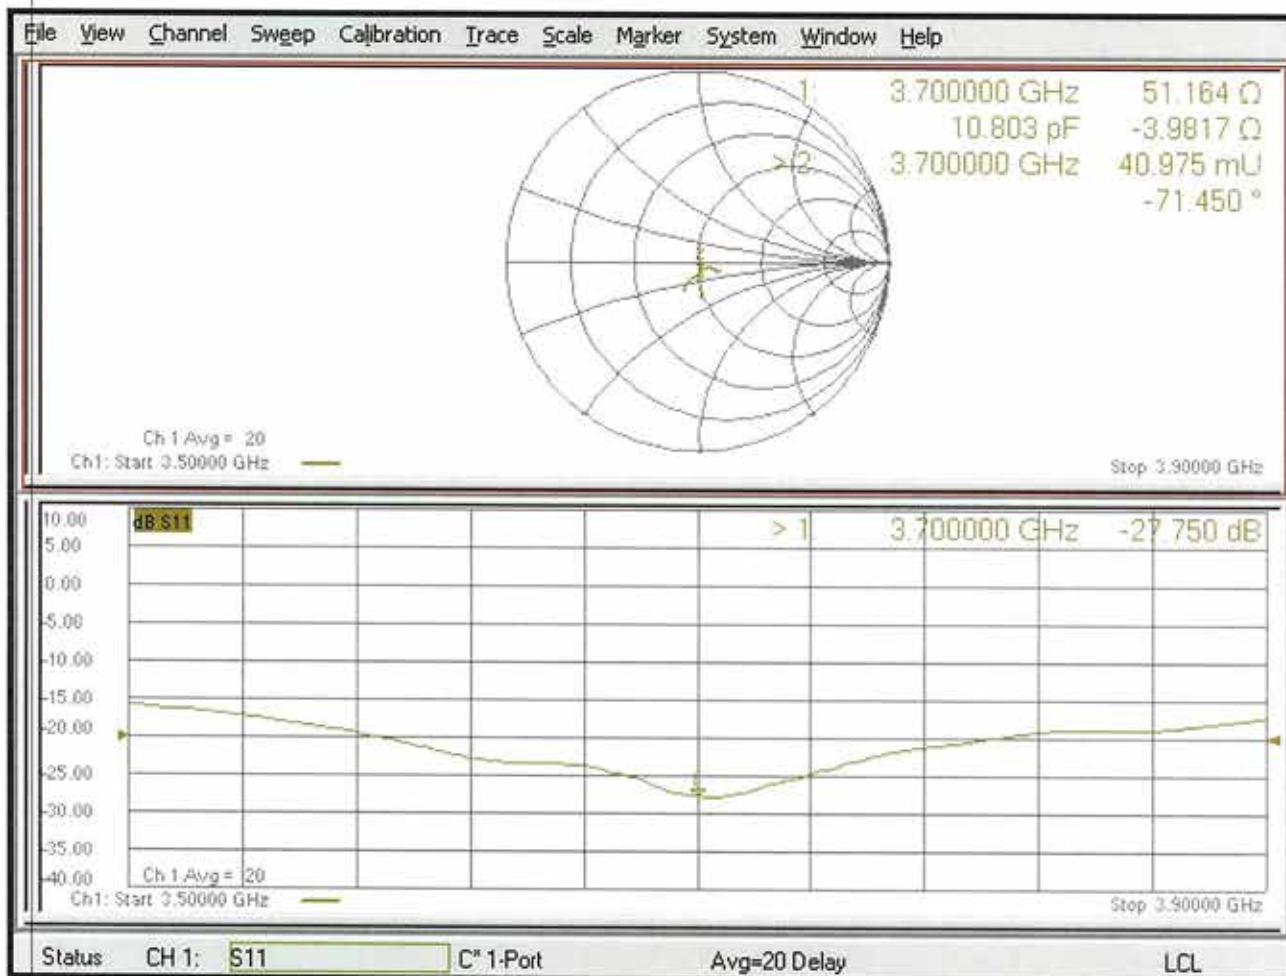 File View Channel Sweep Calibration Trace Scale Marker System Window Help
1: 3.700000 GHz 51.164 Ω
10.803 pF -3.9817 Ω
> 2: 3.700000 GHz 40.975 mU
-71.450 °
Ch 1 Avg = 20
Ch1: Start 3.50000 GHz
Stop 3.90000 GHz
10.00
dB S11
> 1: 3.700000 GHz -27.750 dB
5.00
0.00
-5.00
-10.00
-15.00
-20.00
-25.00
-30.00
-35.00
-40.00
Ch 1 Avg = 20
Ch1: Start 3.50000 GHz
Stop 3.90000 GHz
Status CH 1: S11 C* 1-Port Avg=20 Delay LCL